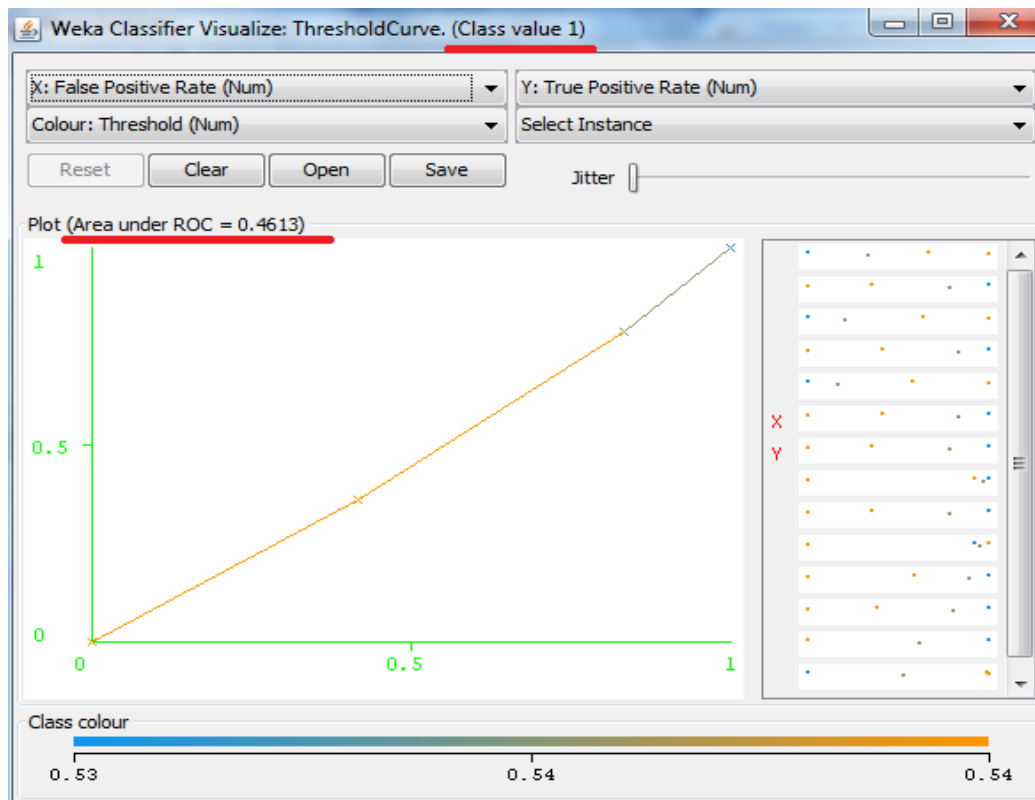 Weka Classifier Visualize: ThresholdCurve. (Class value 1)
X: False Positive Rate (Num)
Y: True Positive Rate (Num)
Colour: Threshold (Num)
Select Instance
Reset
Clear
Open
Save
Jitter
Plot (Area under ROC = 0.4613)
1
0.5
0
0
0.5
1
X
Y
Class colour
0.53
0.54
0.54